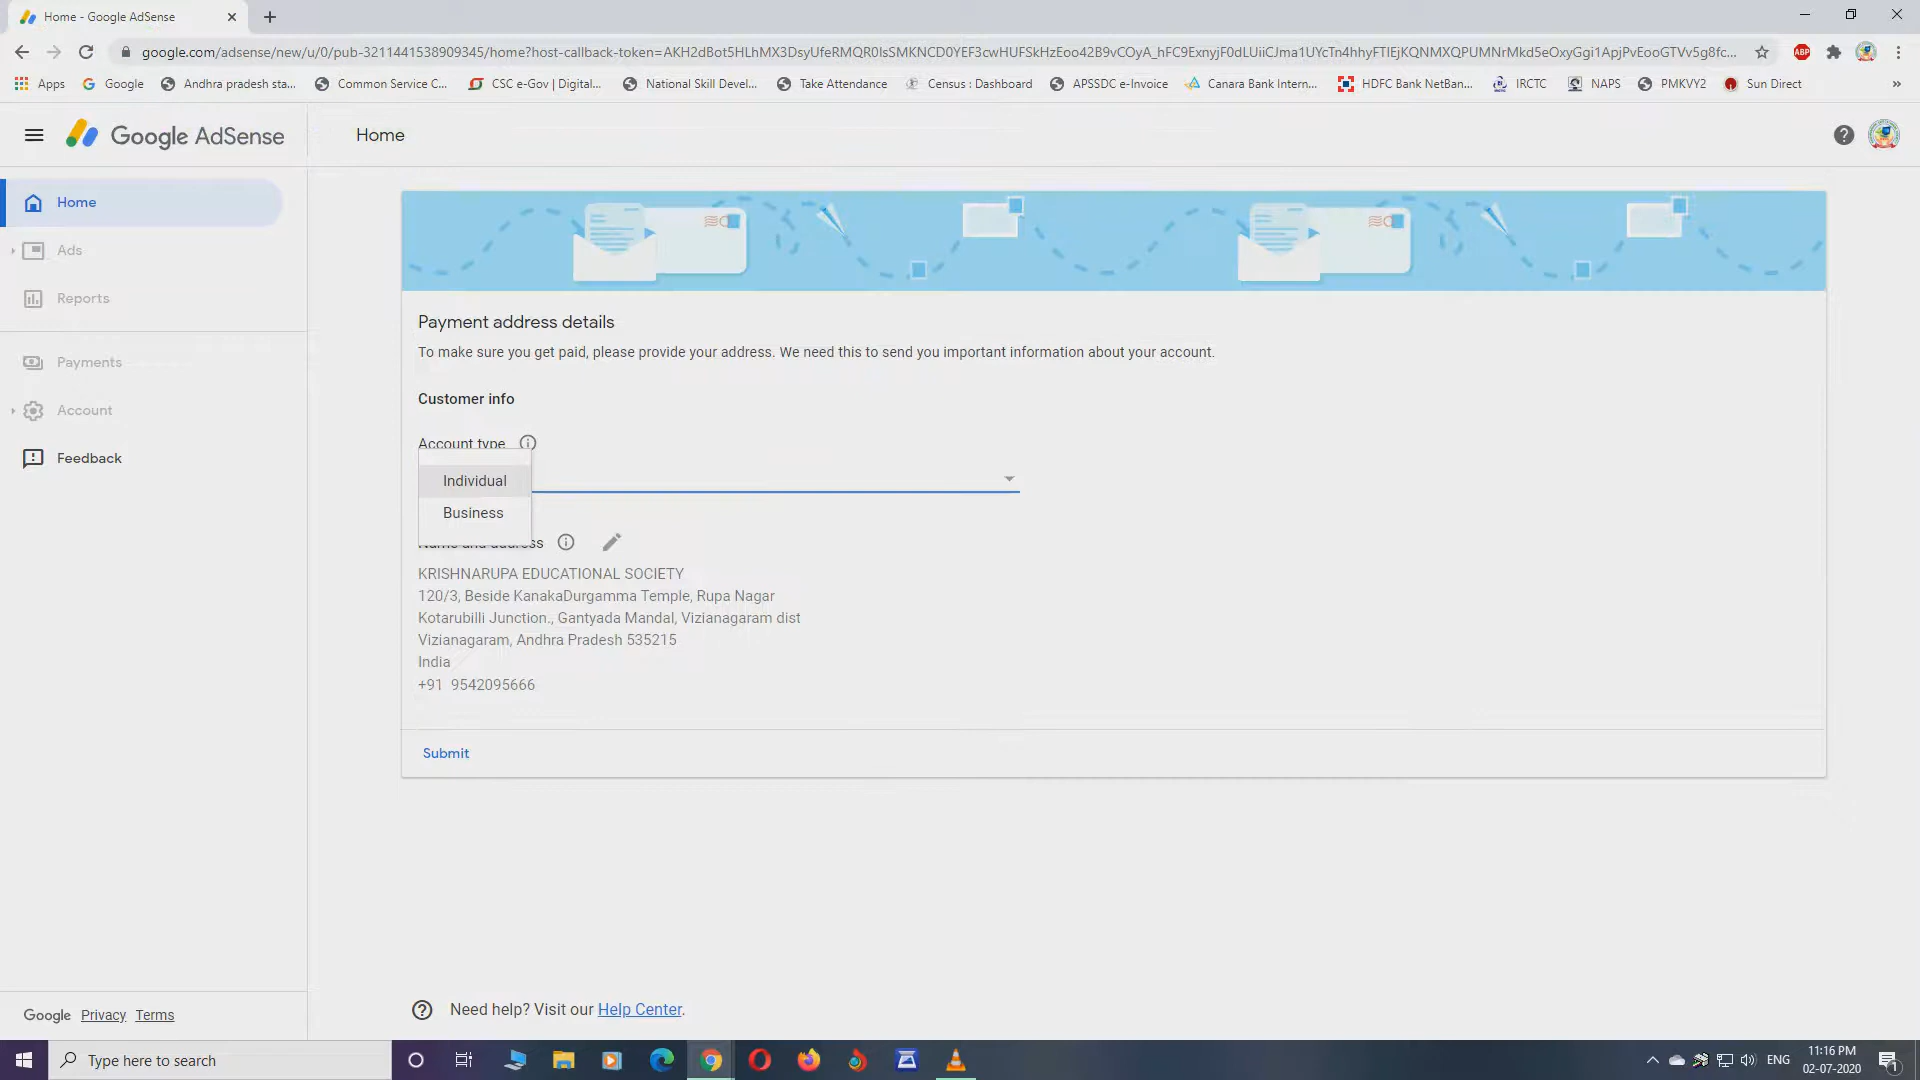 Home - Google AdSense
google.com/adsense/new/u/0/pub-3211441538909345/home?host-callback-token=
Apps
Google
Andhra pradesh sta...
Common Service C...
CSC e-Gov | Digital...
National Skill Devel...
Take Attendance
Census : Dashboard
APSSDC e-Invoice
Canara Bank Intern...
HDFC Bank NetBan...
IRCTC
NAPS
PMKVY2
Sun Direct
»
Google AdSense
Home
Home
Ads
Reports
Payments
Account
Feedback
Payment address details
To make sure you get paid, please provide your address. We need this to send you important information about your account.
Customer info
Account type
Individual
Business
Name and address
KRISHNARUPA EDUCATIONAL SOCIETY
120/3, Beside KanakaDurgamma Temple, Rupa Nagar
Kotarubilli Junction., Gantyada Mandal, Vizianagaram dist
Vizianagaram, Andhra Pradesh 535215
India
+91 9542095666
Submit
Need help? Visit our Help Center.
Google Privacy Terms
Type here to search
ENG
11:16 PM
02-07-2020
1
ABP